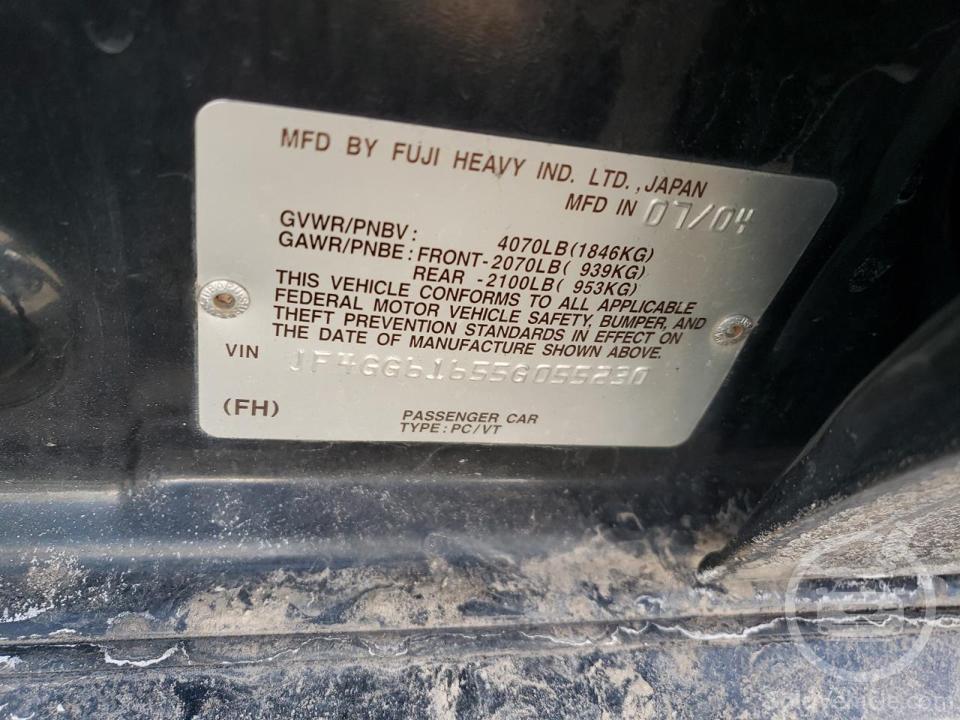 MFD BY FUJI HEAVY IND. LTD., JAPAN
MFD IN 07/04
GVWR/PNBV: 4070LB(1846KG)
GAWR/PNBE: FRONT-2070LB( 939KG)
REAR -2100LB( 953KG)
THIS VEHICLE CONFORMS TO ALL APPLICABLE
FEDERAL MOTOR VEHICLE SAFETY, BUMPER, AND
THEFT PREVENTION STANDARDS IN EFFECT ON
THE DATE OF MANUFACTURE SHOWN ABOVE.
VIN JF4GG61655G055230
(FH)
PASSENGER CAR
TYPE: PC/VT